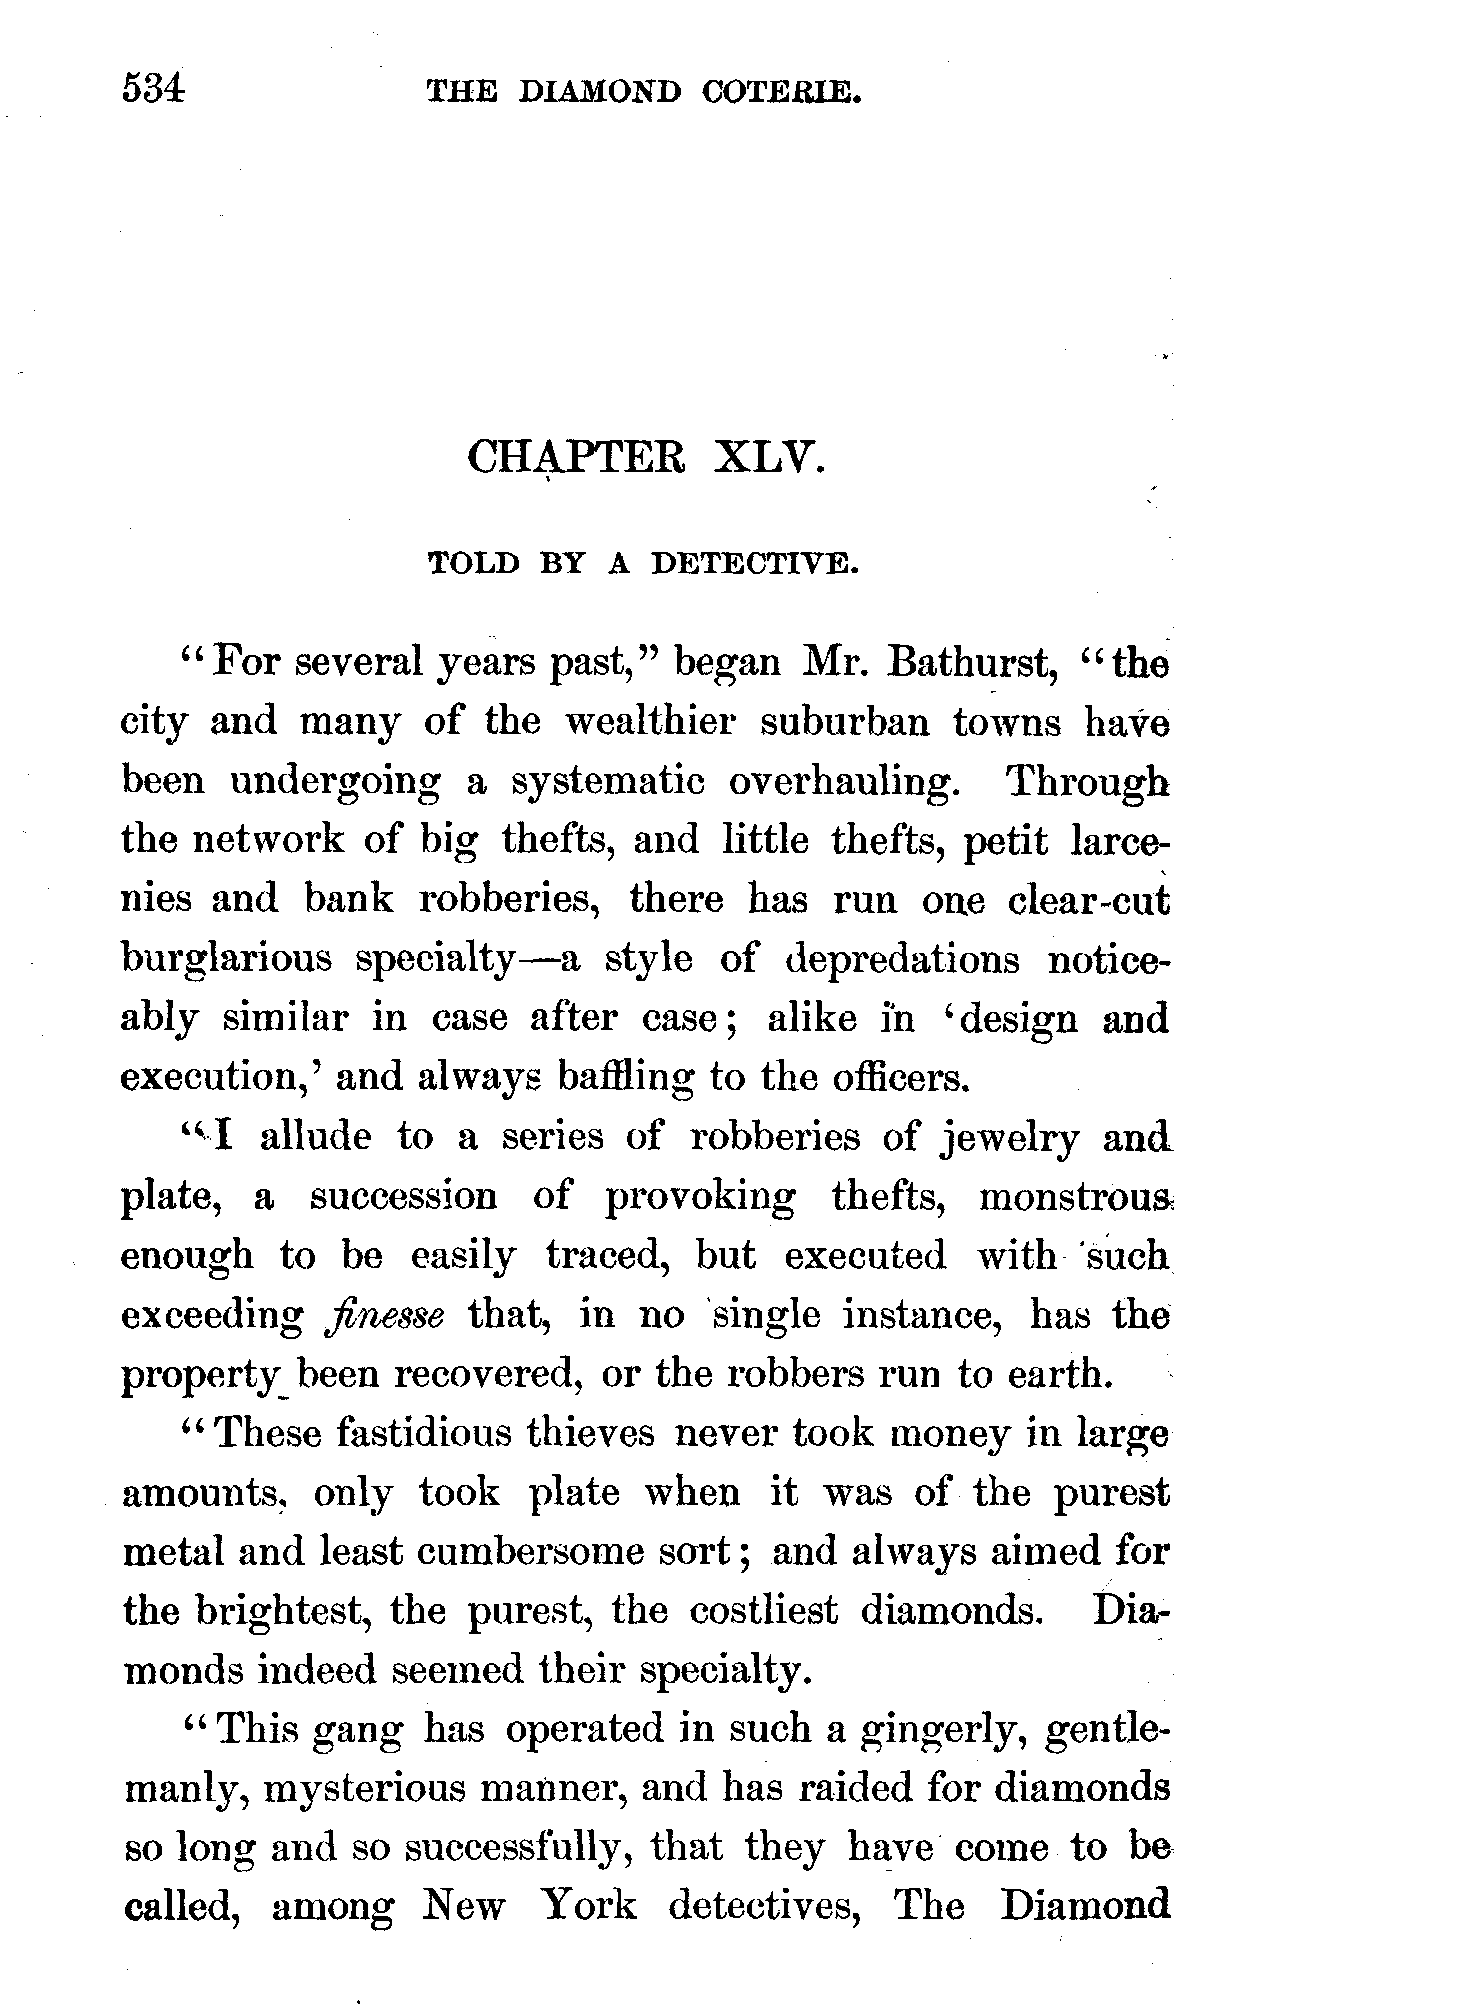 534 THE DIAMOND COTERIE.
CHAPTER XLV.
TOLD BY A DETECTIVE.
“For several years past,” began Mr. Bathurst, “the
city and many of the wealthier suburban towns have
been undergoing a systematic overhauling. Through
the network of big thefts, and little thefts, petit larce-
nies and bank robberies, there has run one clear-cut
burglarious specialty—a style of depredations notice-
ably similar in case after case; alike in ‘design and
execution,’ and always baffling to the officers.
“I allude to a series of robberies of jewelry and
plate, a succession of provoking thefts, monstrous
enough to be easily traced, but executed with such
exceeding finesse that, in no single instance, has the
property been recovered, or the robbers run to earth.
“These fastidious thieves never took money in large
amounts, only took plate when it was of the purest
metal and least cumbersome sort; and always aimed for
the brightest, the purest, the costliest diamonds. Dia-
monds indeed seemed their specialty.
“This gang has operated in such a gingerly, gentle-
manly, mysterious manner, and has raided for diamonds
so long and so successfully, that they have come to be
called, among New York detectives, The Diamond